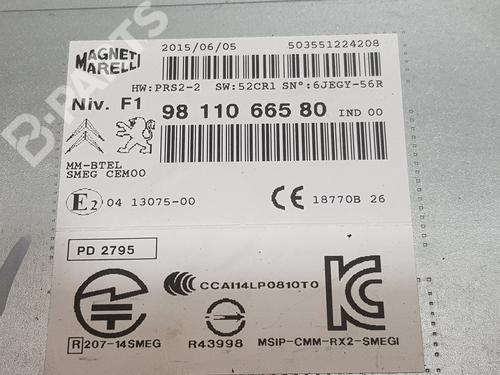 MAGNETI
MARELLI
2015/06/05
503551224208
HW:PRS2-2 SW:52CR1 SN°:6JEGY-56R
Niv. F1
98 110 665 80 IND 00
MM-BTEL
SMEG CEM00
E2 04 13075-00
CE 18770B 26
PD 2795
CCAI14LP0810T0
R 207-14SMEG
R43998
MSIP-CMM-RX2-SMEGI
B-PARTS